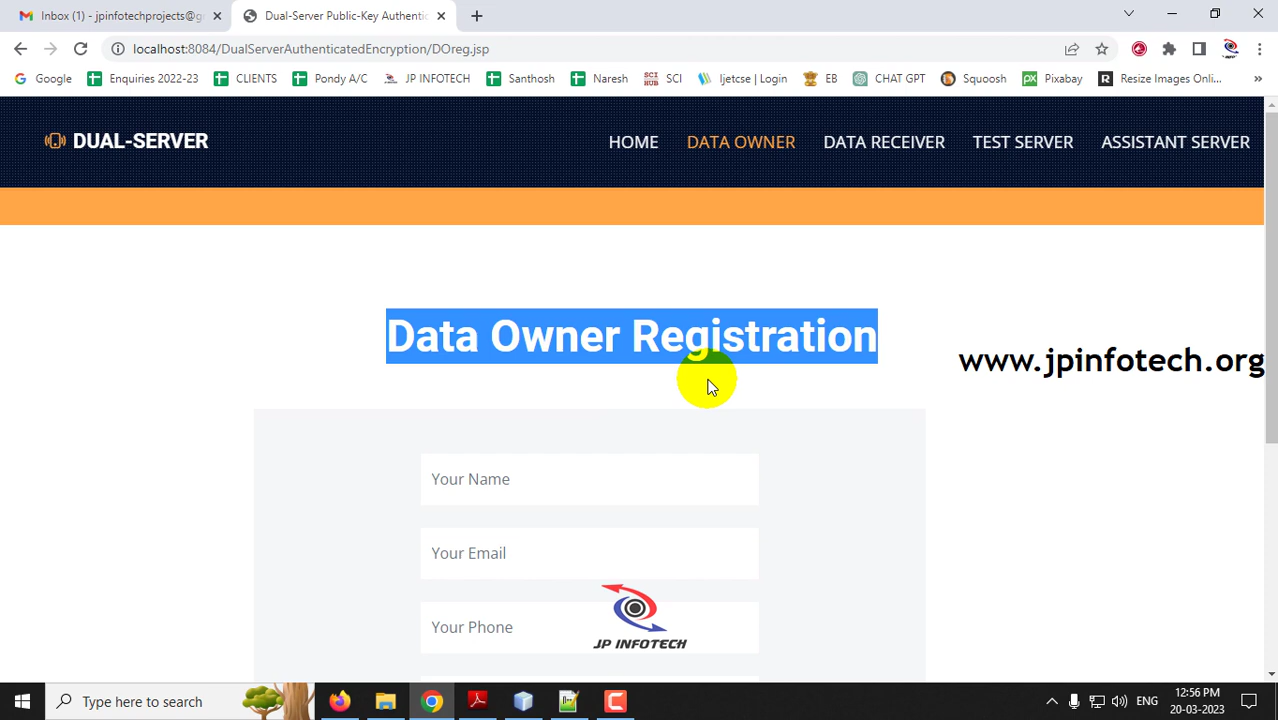 Inbox (1) - jpinfotechprojects@g
Dual-Server Public-Key Authentic
localhost:8084/DualServerAuthenticatedEncryption/DOreg.jsp
Google
Enquiries 2022-23
CLIENTS
Pondy A/C
JP INFOTECH
Santhosh
Naresh
SCI HUB
SCI
Ijetcse | Login
EB
CHAT GPT
Squoosh
px
Pixabay
R
Resize Images Onli...
DUAL-SERVER
HOME
DATA OWNER
DATA RECEIVER
TEST SERVER
ASSISTANT SERVER
Data Owner Registration
www.jpinfotech.org
Your Name
Your Email
Your Phone
JP INFOTECH
Type here to search
ENG
12:56 PM
20-03-2023